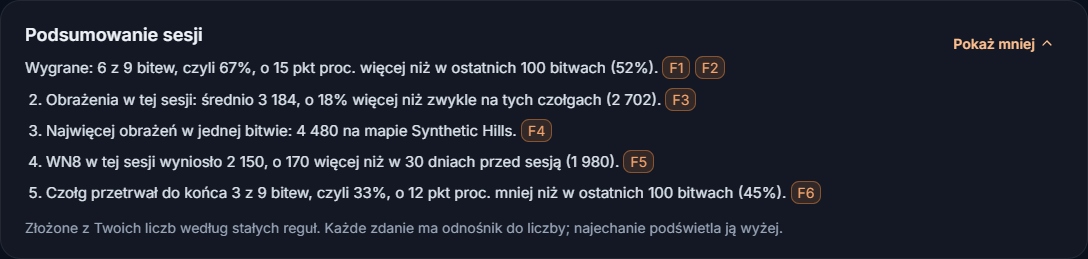 Podsumowanie sesji
Pokaż mniej
Wygrane: 6 z 9 bitew, czyli 67%, o 15 pkt proc. więcej niż w ostatnich 100 bitwach (52%). F1 F2
2. Obrażenia w tej sesji: średnio 3 184, o 18% więcej niż zwykle na tych czołgach (2 702). F3
3. Najwięcej obrażeń w jednej bitwie: 4 480 na mapie Synthetic Hills. F4
4. WN8 w tej sesji wyniosło 2 150, o 170 więcej niż w 30 dniach przed sesją (1 980). F5
5. Czołg przetrwał do końca 3 z 9 bitew, czyli 33%, o 12 pkt proc. mniej niż w ostatnich 100 bitwach (45%). F6
Złożone z Twoich liczb według stałych reguł. Każde zdanie ma odnośnik do liczby; najechanie podświetla ją wyżej.